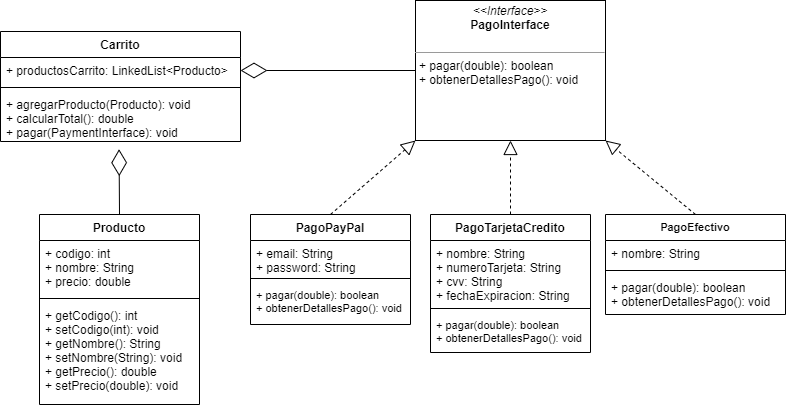 Carrito
+ productosCarrito: LinkedList<Producto>
+ agregarProducto(Producto): void
+ calcularTotal(): double
+ pagar(PaymentInterface): void
<<Interface>>
PagoInterface
+ pagar(double): boolean
+ obtenerDetallesPago(): void
Producto
+ codigo: int
+ nombre: String
+ precio: double
+ getCodigo(): int
+ setCodigo(int): void
+ getNombre(): String
+ setNombre(String): void
+ getPrecio(): double
+ setPrecio(double): void
PagoPayPal
+ email: String
+ password: String
+ pagar(double): boolean
+ obtenerDetallesPago(): void
PagoTarjetaCredito
+ nombre: String
+ numeroTarjeta: String
+ cvv: String
+ fechaExpiracion: String
+ pagar(double): boolean
+ obtenerDetallesPago(): void
PagoEfectivo
+ nombre: String
+ pagar(double): boolean
+ obtenerDetallesPago(): void